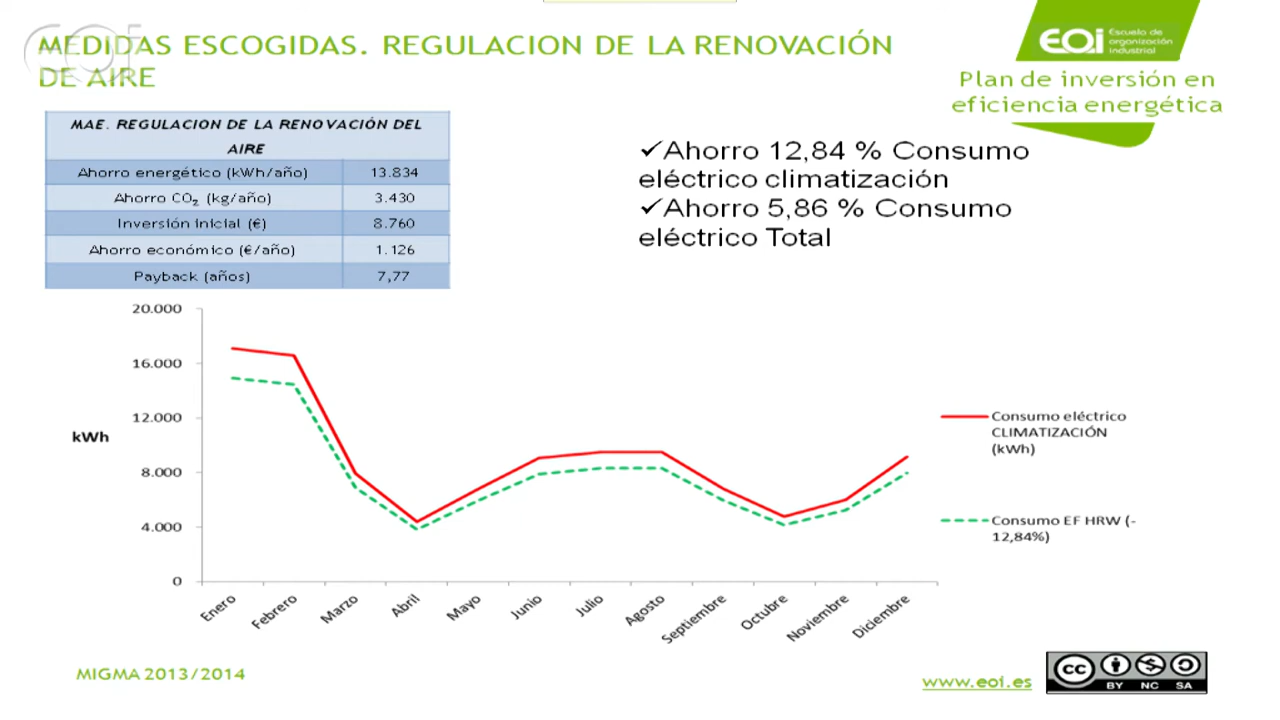 eoi
MEDIDAS ESCOGIDAS. REGULACION DE LA RENOVACIÓN
DE AIRE
eoi
Escuela de
organización
industrial
Plan de inversión en
eficiencia energética
MAE. REGULACION DE LA RENOVACIÓN DEL
AIRE
Ahorro energético (kWh/año) 13.834
Ahorro CO₂ (kg/año) 3.430
Inversión inicial (€) 8.760
Ahorro económico (€/año) 1.126
Payback (años) 7,77
✓Ahorro 12,84 % Consumo
eléctrico climatización
✓Ahorro 5,86 % Consumo
eléctrico Total
20.000
16.000
12.000
8.000
4.000
0
kWh
Enero
Febrero
Marzo
Abril
Mayo
Junio
Julio
Agosto
Septiembre
Octubre
Noviembre
Diciembre
Consumo eléctrico
CLIMATIZACIÓN
(kWh)
Consumo EF HRW (-
12,84%)
MIGMA 2013/2014
www.eoi.es
cc
BY NC SA